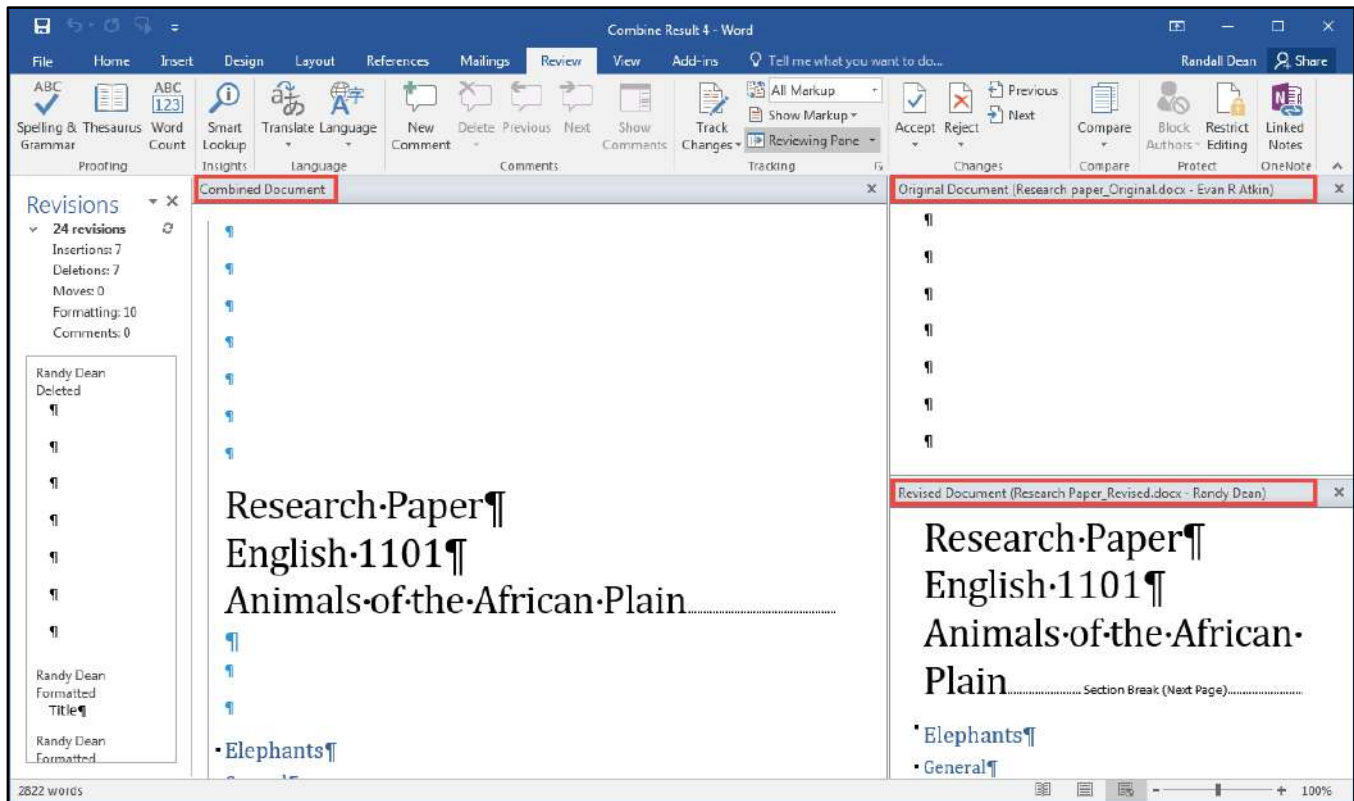 Combine Result 4 - Word
File Home Insert Design Layout References Mailings Review View Add-ins Tell me what you want to do... Randall Dean Share
ABC
Spelling & Grammar
Thesaurus
ABC
123
Word Count
Proofing
Smart Lookup
Insights
Translate
Language
Language
New Comment
Delete
Previous
Next
Show Comments
Comments
Track Changes
All Markup
Show Markup
Reviewing Pane
Tracking
Accept
Reject
Previous
Next
Changes
Compare
Compare
Block Authors
Restrict Editing
Protect
Linked Notes
OneNote
Revisions
24 revisions
Insertions: 7
Deletions: 7
Moves: 0
Formatting: 10
Comments: 0
Randy Dean
Deleted
¶
¶
¶
¶
¶
¶
¶
Randy Dean
Formatted
Title¶
Randy Dean
Formatted
Combined Document
¶
¶
¶
¶
¶
¶
¶
Research·Paper¶
English·1101¶
Animals·of·the·African·Plain
¶
¶
¶
Elephants¶
General¶
Original Document (Research paper_Original.docx - Evan R Atkin)
¶
¶
¶
¶
¶
¶
¶
Revised Document (Research Paper_Revised.docx - Randy Dean)
Research·Paper¶
English·1101¶
Animals·of·the·African·
Plain Section Break (Next Page)
Elephants¶
General¶
2822 words
100%